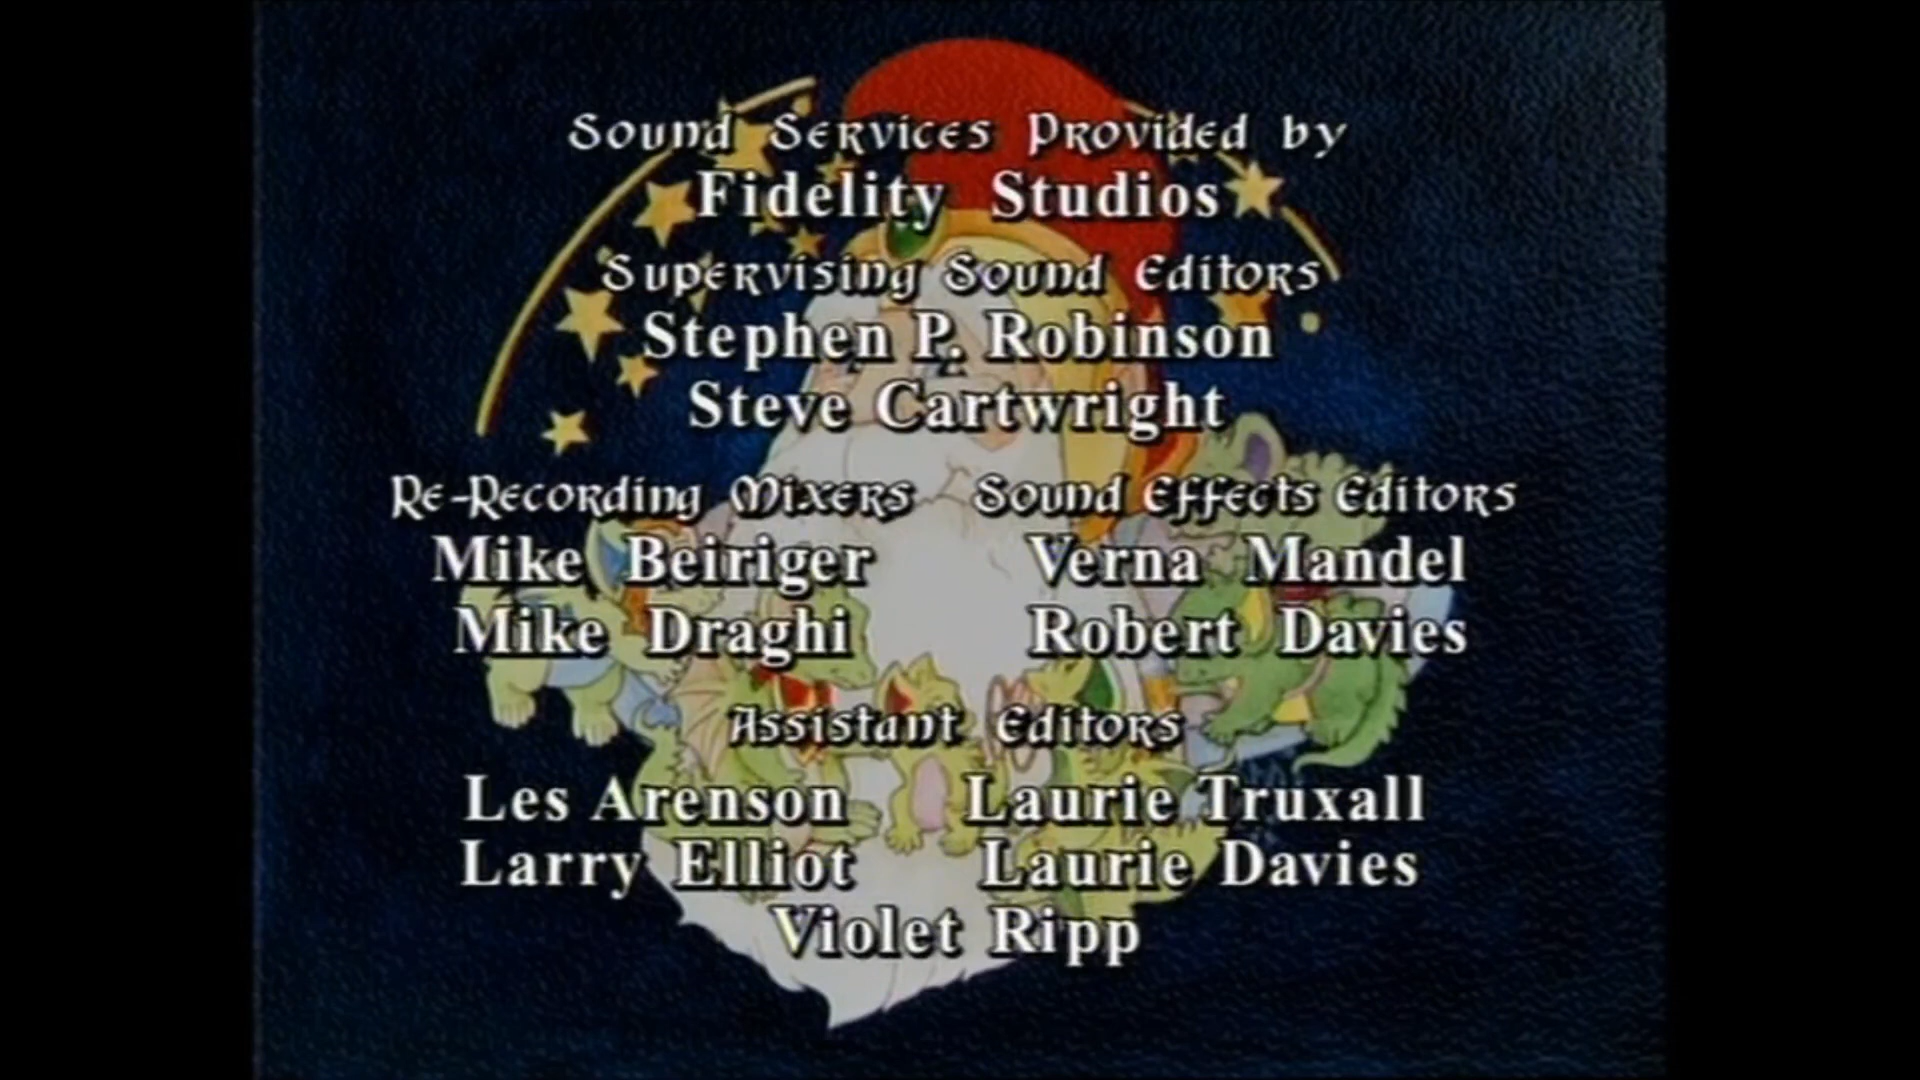 Sound Services Provided by
Fidelity Studios
Supervising Sound Editors
Stephen P. Robinson
Steve Cartwright
Re-Recording Mixers Sound Effects Editors
Mike Beiriger Verna Mandel
Mike Draghi Robert Davies
Assistant Editors
Les Arenson Laurie Truxall
Larry Elliot Laurie Davies
Violet Ripp